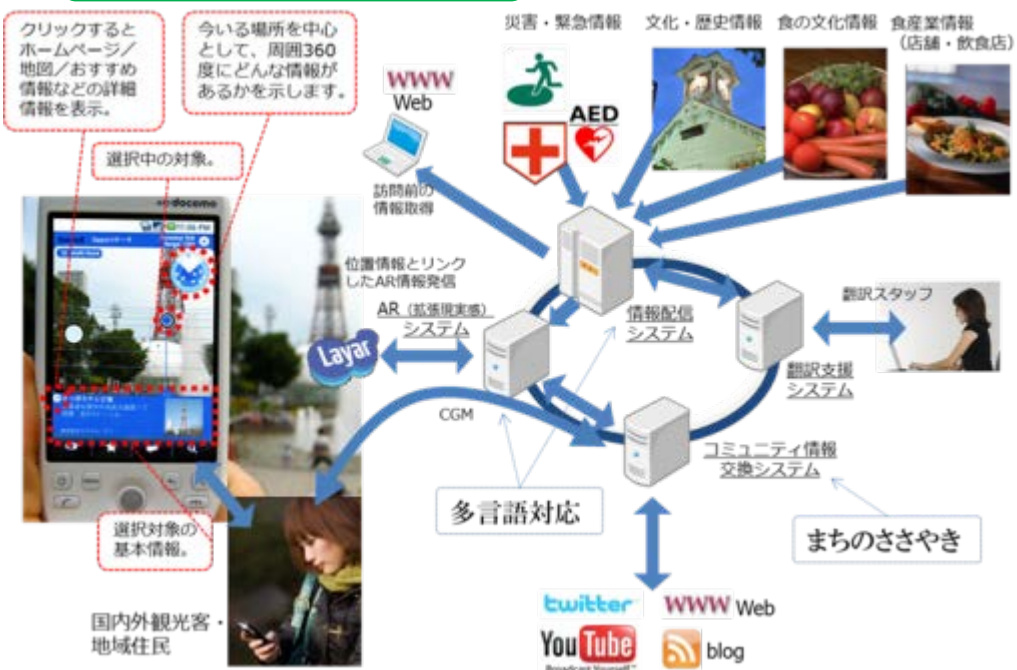 クリックすると
ホームページ/
地図/おすすめ
情報などの詳細
情報を表示。
今いる場所を中心
として、周囲360
度にどんな情報が
あるかを示します。
選択中の対象。
WWW
Web
訪問前の
情報取得
災害・緊急情報
文化・歴史情報
食の文化情報
食産業情報
(店舗・飲食店)
AED
docomo
位置情報とリンク
したAR情報発信
AR(拡張現実感)
システム
Layar
CGM
情報配信
システム
翻訳スタッフ
翻訳支援
システム
コミュニティ情報
交換システム
多言語対応
まちのささやき
選択対象の
基本情報。
国内外観光客・
地域住民
twitter
WWW Web
YouTube
Broadcast Yourself™
blog